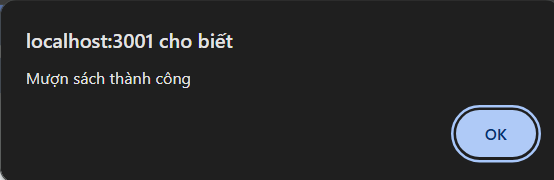 localhost:3001 cho biết
Mượn sách thành công
OK